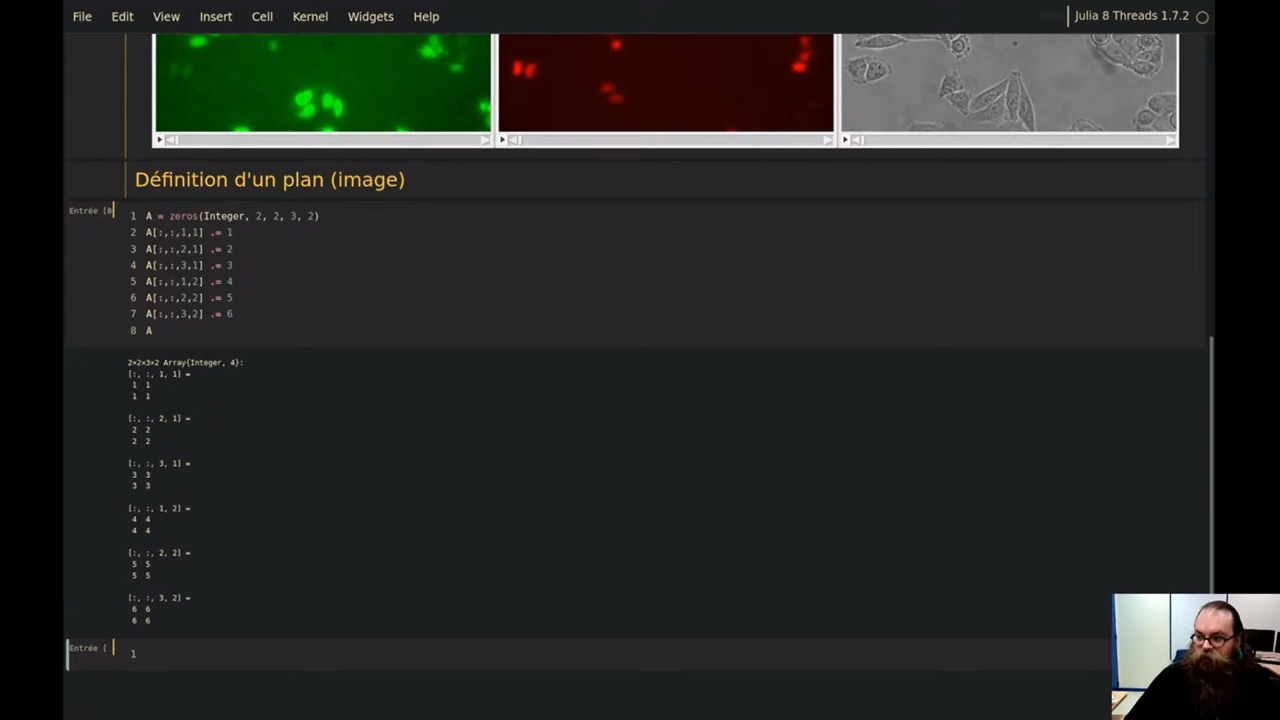 File Edit View Insert Cell Kernel Widgets Help Julia 8 Threads 1.7.2
Définition d'un plan (image)
Entrée [8
1 A = zeros(Integer, 2, 2, 3, 2)
2 A[:,:,1,1] .= 1
3 A[:,:,2,1] .= 2
4 A[:,:,3,1] .= 3
5 A[:,:,1,2] .= 4
6 A[:,:,2,2] .= 5
7 A[:,:,3,2] .= 6
8 A
2×2×3×2 Array{Integer, 4}:
[:, :, 1, 1] =
1 1
1 1
[:, :, 2, 1] =
2 2
2 2
[:, :, 3, 1] =
3 3
3 3
[:, :, 1, 2] =
4 4
4 4
[:, :, 2, 2] =
5 5
5 5
[:, :, 3, 2] =
6 6
6 6
Entrée [
1